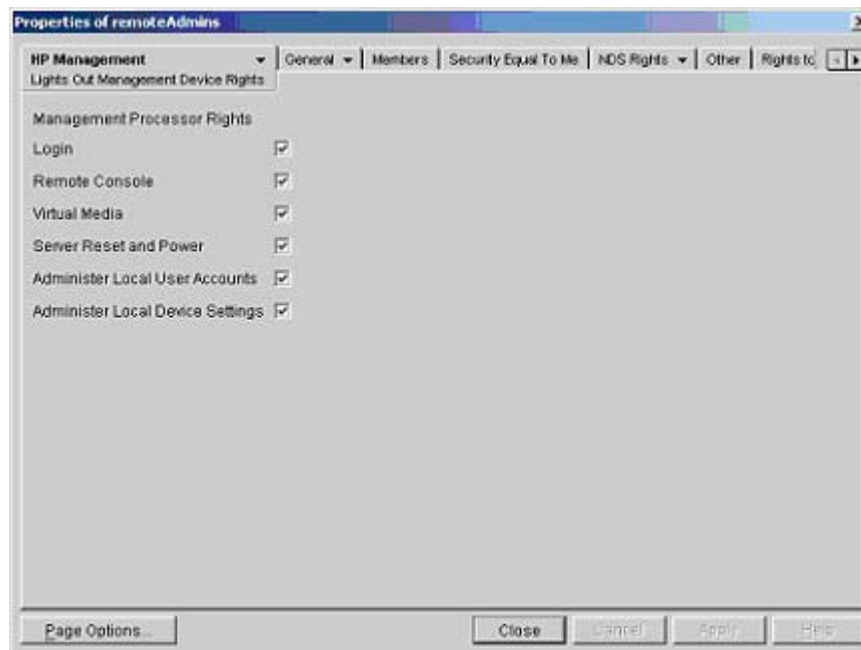 Properties of remoteAdmins
HP Management
General
Members
Security Equal To Me
NDS Rights
Other
Rights to
Lights Out Management Device Rights
Management Processor Rights
Login
Remote Console
Virtual Media
Server Reset and Power
Administer Local User Accounts
Administer Local Device Settings
Page Options...
Close
Cancel
Apply
Help